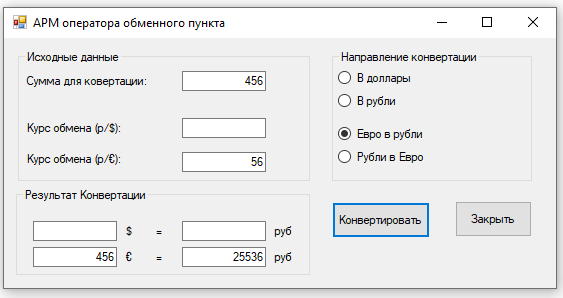 АРМ оператора обменного пункта
Исходные данные
Сумма для ковертации: 456
Курс обмена (р/$):
Курс обмена (р/€): 56
Направление конвертации
В доллары
В рубли
Евро в рубли
Рубли в Евро
Результат Конвертации
$ = руб
456 € = 25536 руб
Конвертировать
Закрыть